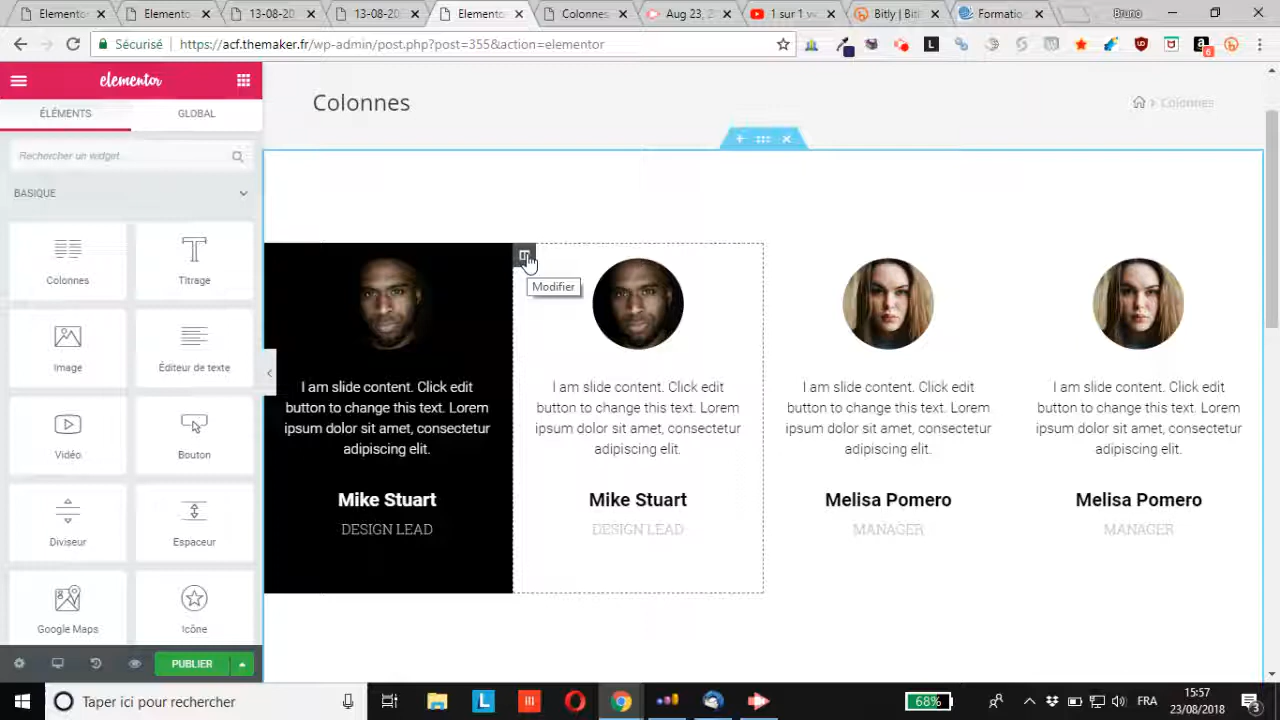 Elemento
Elemento
13-08-20
13-08-20
Elemento
Colonnes
Aug 23,
1 sur 1 v
Bitly | B
Formatio
Bruno
Sécurisé
https://acf.themaker.fr/wp-admin/post.php?post=355&action=elementor
elementor
ÉLÉMENTS
GLOBAL
Rechercher un widget
BASIQUE
Colonnes
Titrage
Image
Éditeur de texte
Vidéo
Bouton
Diviseur
Espaceur
Google Maps
Icône
PUBLIER
Colonnes
Colonnes
Modifier
I am slide content. Click edit
button to change this text. Lorem
ipsum dolor sit amet, consectetur
adipiscing elit.
Mike Stuart
DESIGN LEAD
I am slide content. Click edit
button to change this text. Lorem
ipsum dolor sit amet, consectetur
adipiscing elit.
Mike Stuart
DESIGN LEAD
I am slide content. Click edit
button to change this text. Lorem
ipsum dolor sit amet, consectetur
adipiscing elit.
Melisa Pomero
MANAGER
I am slide content. Click edit
button to change this text. Lorem
ipsum dolor sit amet, consectetur
adipiscing elit.
Melisa Pomero
MANAGER
Taper ici pour rechercher
68%
FRA
15:57
23/08/2018